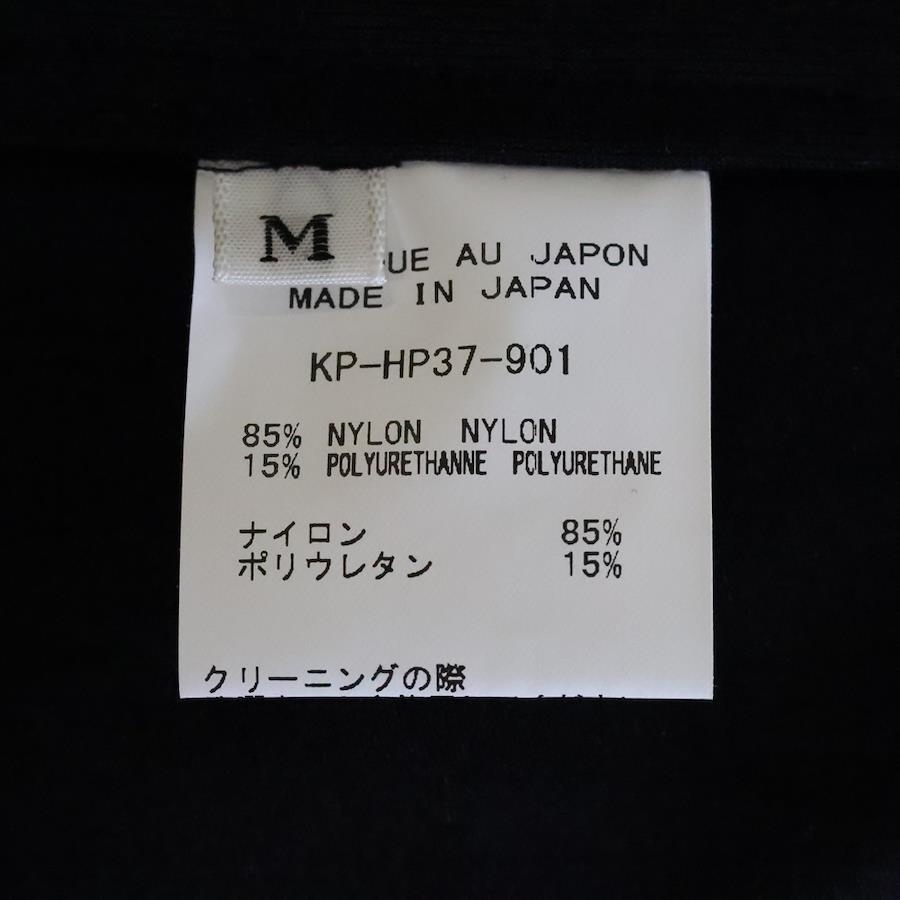 M
AU JAPON
MADE IN JAPAN
KP-HP37-901
85% NYLON NYLON
15% POLYURETHANNE POLYURETHANE
ナイロン 85%
ポリウレタン 15%
クリーニングの際